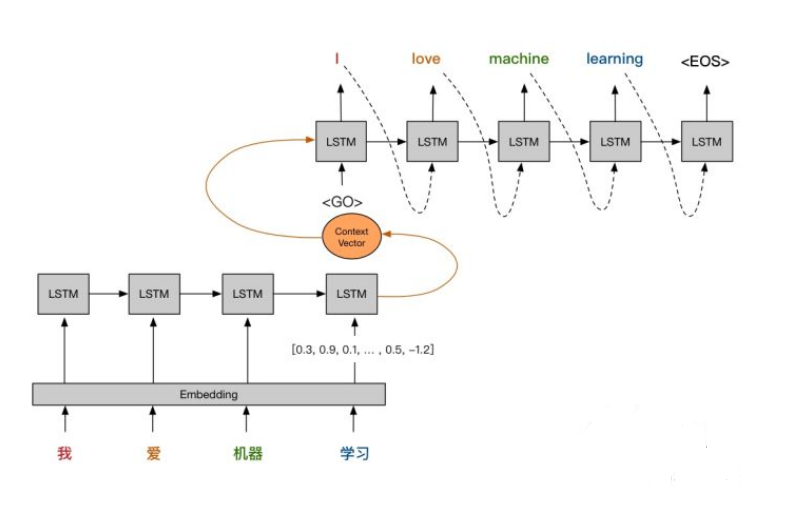 I love machine learning <EOS>
LSTM LSTM LSTM LSTM LSTM
<GO>
Context
Vector
LSTM LSTM LSTM LSTM
[0.3, 0.9, 0.1, ... , 0.5, −1.2]
Embedding
我 爱 机器 学习